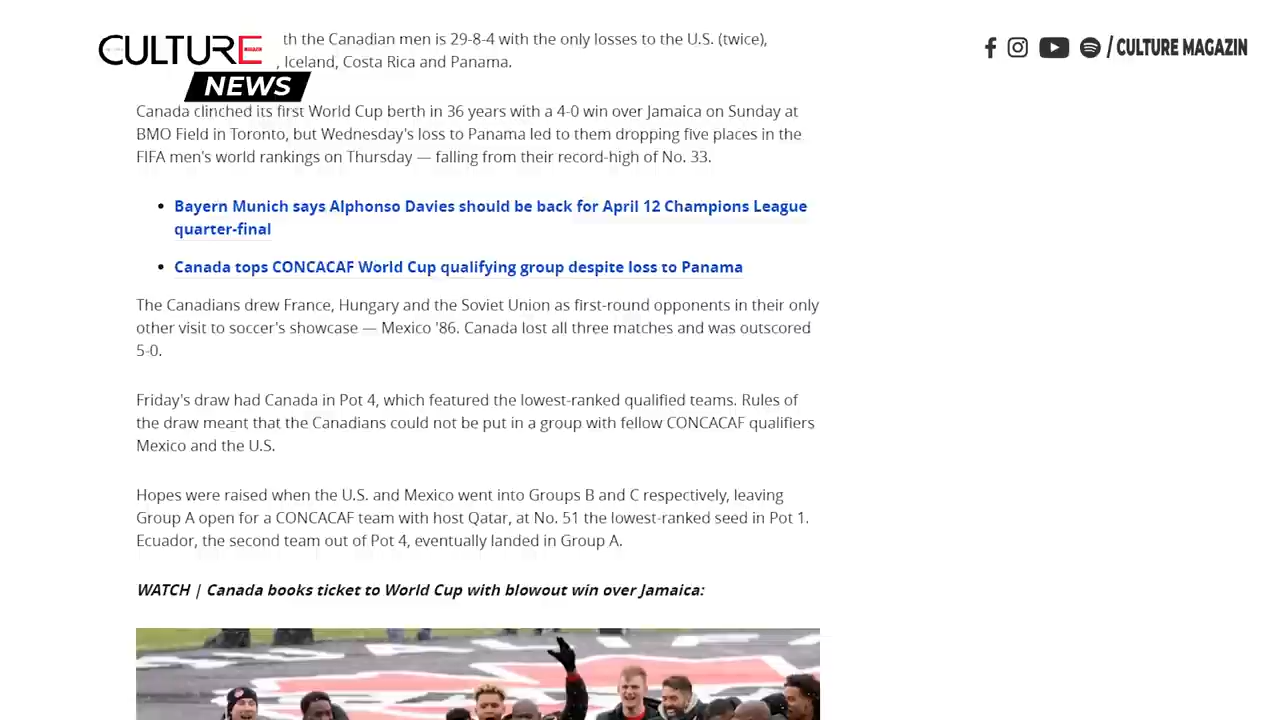 CULTURE
NEWS
/ CULTURE MAGAZIN
th the Canadian men is 29-8-4 with the only losses to the U.S. (twice),
, Iceland, Costa Rica and Panama.
Canada clinched its first World Cup berth in 36 years with a 4-0 win over Jamaica on Sunday at
BMO Field in Toronto, but Wednesday's loss to Panama led to them dropping five places in the
FIFA men's world rankings on Thursday — falling from their record-high of No. 33.
• Bayern Munich says Alphonso Davies should be back for April 12 Champions League
quarter-final
• Canada tops CONCACAF World Cup qualifying group despite loss to Panama
The Canadians drew France, Hungary and the Soviet Union as first-round opponents in their only
other visit to soccer's showcase — Mexico '86. Canada lost all three matches and was outscored
5-0.
Friday's draw had Canada in Pot 4, which featured the lowest-ranked qualified teams. Rules of
the draw meant that the Canadians could not be put in a group with fellow CONCACAF qualifiers
Mexico and the U.S.
Hopes were raised when the U.S. and Mexico went into Groups B and C respectively, leaving
Group A open for a CONCACAF team with host Qatar, at No. 51 the lowest-ranked seed in Pot 1.
Ecuador, the second team out of Pot 4, eventually landed in Group A.
WATCH | Canada books ticket to World Cup with blowout win over Jamaica: